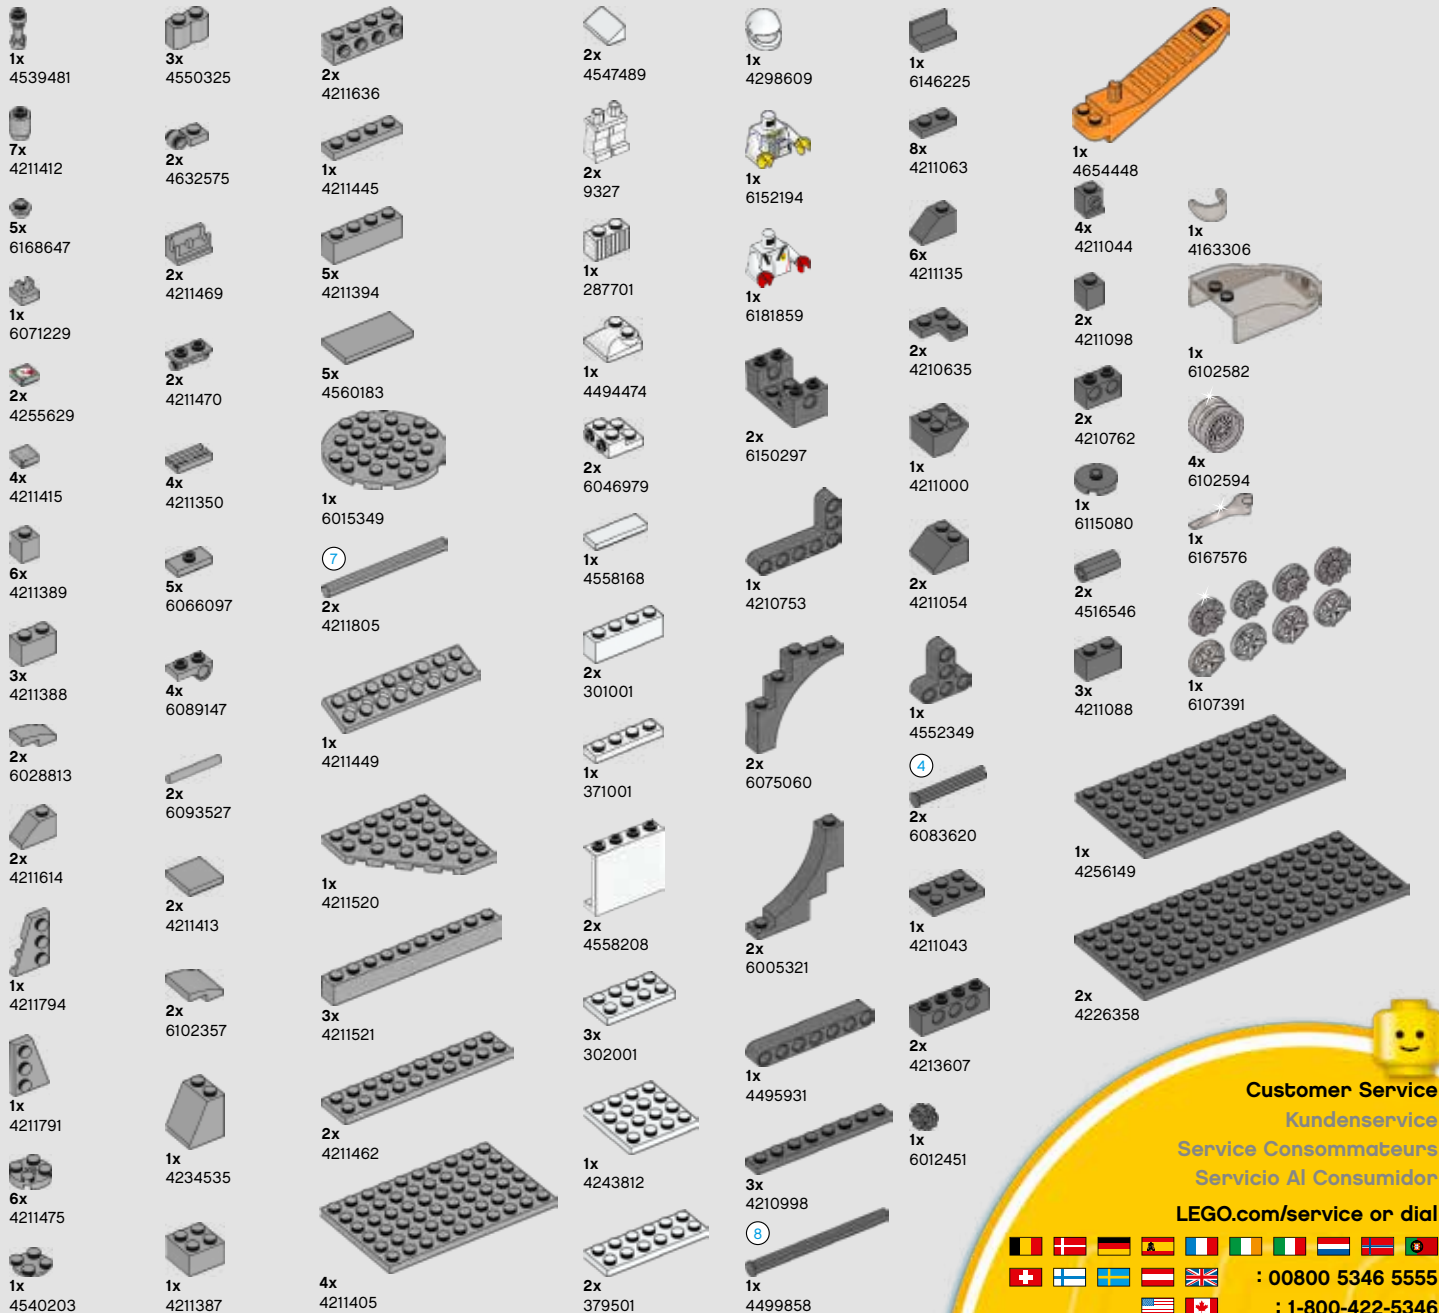 1x
4539481
7x
4211412
5x
6168647
1x
6071229
2x
4255629
4x
4211415
6x
4211389
3x
4211388
2x
6028813
2x
4211614
1x
4211794
1x
4211791
6x
4211475
1x
4540203
3x
4550325
2x
4632575
2x
4211469
2x
4211470
4x
4211350
5x
6066097
4x
6089147
2x
6093527
2x
4211413
2x
6102357
1x
4234535
1x
4211387
2x
4211636
1x
4211445
5x
4211394
5x
4560183
1x
6015349
7
2x
4211805
1x
4211449
1x
4211520
3x
4211521
2x
4211462
4x
4211405
2x
4547489
2x
9327
1x
287701
1x
4494474
2x
6046979
1x
4558168
2x
301001
1x
371001
2x
4558208
3x
302001
1x
4243812
2x
379501
1x
4298609
1x
6152194
1x
6181859
2x
6150297
1x
4210753
2x
6075060
2x
6005321
1x
4495931
3x
4210998
8
1x
4499858
1x
6146225
8x
4211063
6x
4211135
2x
4210635
1x
4211000
2x
4211054
1x
4552349
4
2x
6083620
1x
4211043
2x
4213607
1x
6012451
1x
4654448
4x
4211044
2x
4211098
2x
4210762
1x
6115080
2x
4516546
3x
4211088
1x
4163306
1x
6102582
4x
6102594
1x
6167576
1x
6107391
1x
4256149
2x
4226358
Customer Service
Kundenservice
Service Consommateurs
Servicio Al Consumidor
LEGO.com/service or dial
: 00800 5346 5555
: 1-800-422-5346